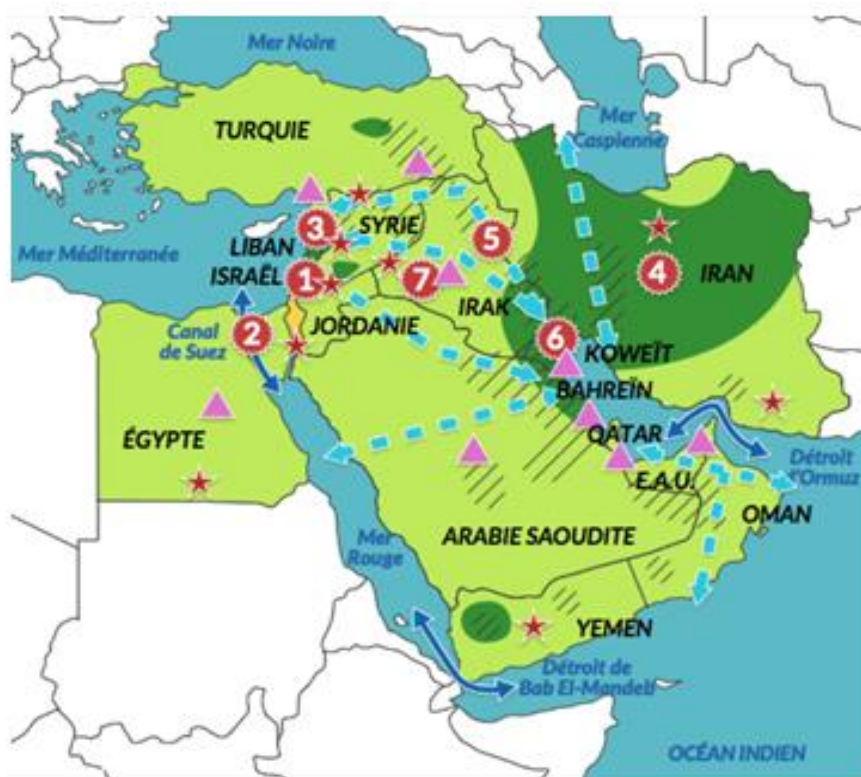 Mer Noire
Mer
Caspienne
TURQUIE
3
SYRIE
5
Mer Méditerranée
LIBAN
ISRAËL
1
7
4
IRAN
IRAK
Canal
de Suez
2
JORDANIE
6
KOWEÏT
BAHREÏN
ÉGYPTE
QATAR
E.A.U.
Détroit
d'Ormuz
OMAN
Mer
Rouge
ARABIE SAOUDITE
YEMEN
Détroit de
Bab El-Mandeb
OCÉAN INDIEN